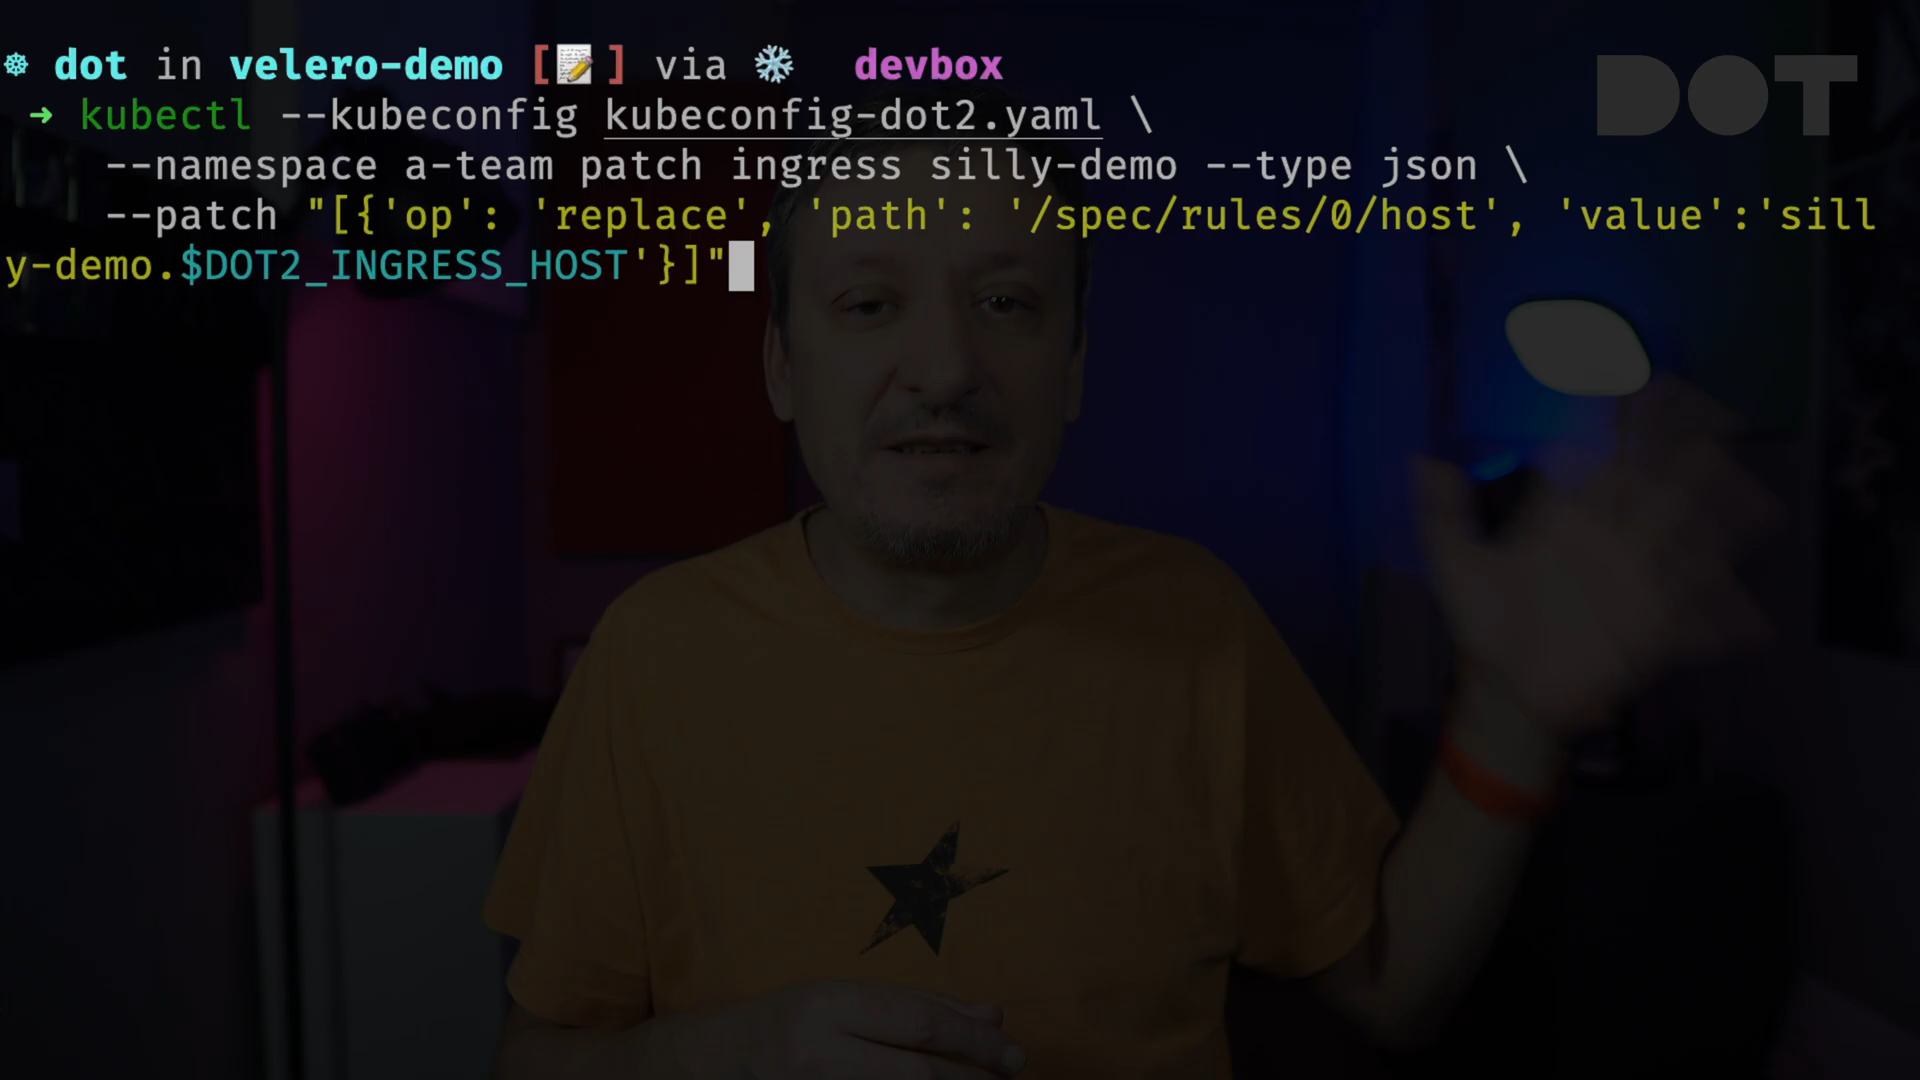 dot in velero-demo [📝 ] via ❄️ devbox
DOT
➜ kubectl --kubeconfig kubeconfig-dot2.yaml \
--namespace a-team patch ingress silly-demo --type json \
--patch "[{'op': 'replace', 'path': '/spec/rules/0/host', 'value':'sill
y-demo.$DOT2_INGRESS_HOST'}]"